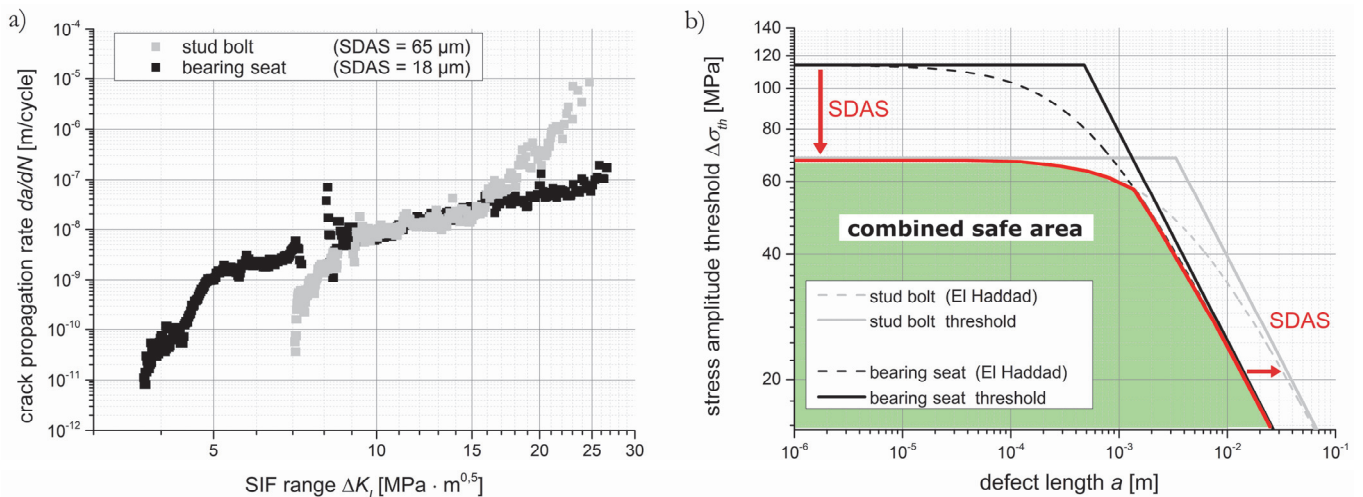 a)
crack propagation rate da/dN [m/cycle]
10⁻⁴
10⁻⁵
10⁻⁶
10⁻⁷
10⁻⁸
10⁻⁹
10⁻¹⁰
10⁻¹¹
10⁻¹²
stud bolt (SDAS = 65 µm)
bearing seat (SDAS = 18 µm)
5 10 15 20 25 30
SIF range ΔK_I [MPa · m^0,5]
b)
stress amplitude threshold Δσ_th [MPa]
140
120
100
80
60
40
20
SDAS
combined safe area
SDAS
stud bolt (El Haddad)
stud bolt threshold
bearing seat (El Haddad)
bearing seat threshold
10⁻⁶ 10⁻⁵ 10⁻⁴ 10⁻³ 10⁻² 10⁻¹
defect length a [m]